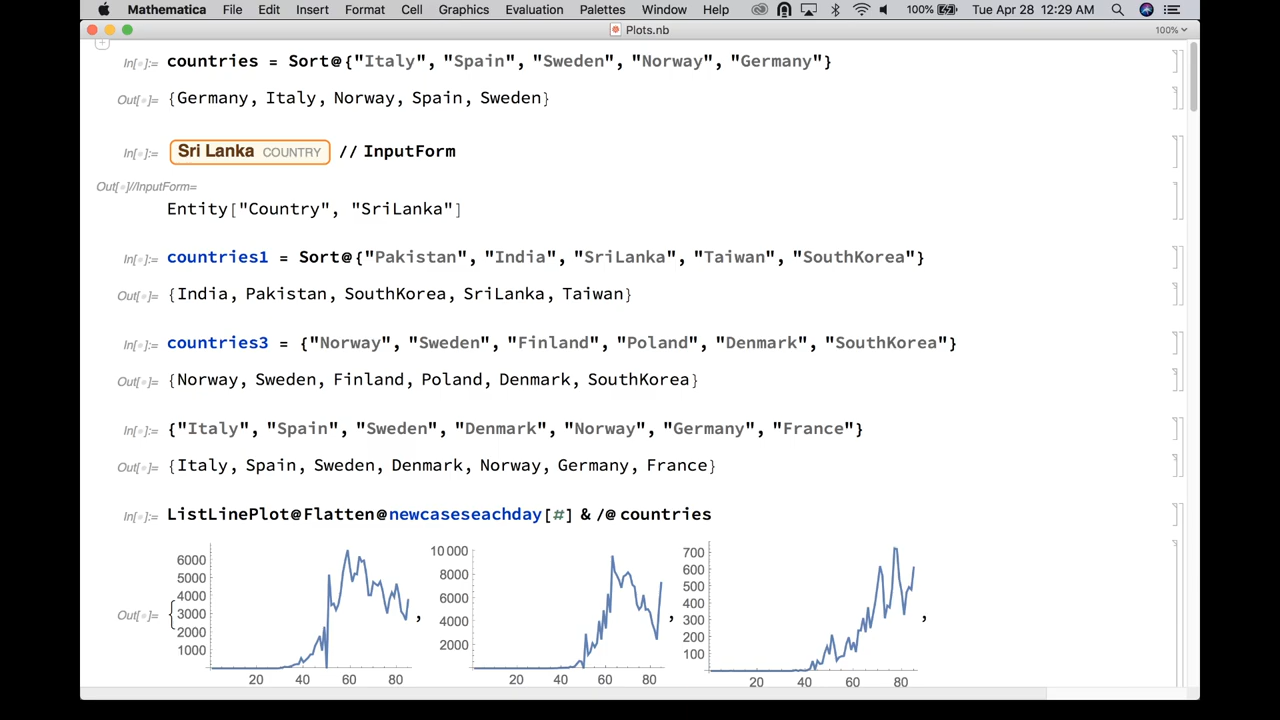 Mathematica File Edit Insert Format Cell Graphics Evaluation Palettes Window Help 100% Tue Apr 28 12:29 AM
Plots.nb 100%
In[ ]:= countries = Sort@{"Italy", "Spain", "Sweden", "Norway", "Germany"}
Out[ ]= {Germany, Italy, Norway, Spain, Sweden}
In[ ]:= Sri Lanka COUNTRY // InputForm
Out[ ]//InputForm=
Entity["Country", "SriLanka"]
In[ ]:= countries1 = Sort@{"Pakistan", "India", "SriLanka", "Taiwan", "SouthKorea"}
Out[ ]= {India, Pakistan, SouthKorea, SriLanka, Taiwan}
In[ ]:= countries3 = {"Norway", "Sweden", "Finland", "Poland", "Denmark", "SouthKorea"}
Out[ ]= {Norway, Sweden, Finland, Poland, Denmark, SouthKorea}
In[ ]:= {"Italy", "Spain", "Sweden", "Denmark", "Norway", "Germany", "France"}
Out[ ]= {Italy, Spain, Sweden, Denmark, Norway, Germany, France}
In[ ]:= ListLinePlot@Flatten@newcaseseachday[#] & /@ countries
Out[ ]= {
6000
5000
4000
3000
2000
1000
20 40 60 80
,
10 000
8000
6000
4000
2000
20 40 60 80
,
700
600
500
400
300
200
100
20 40 60 80
,